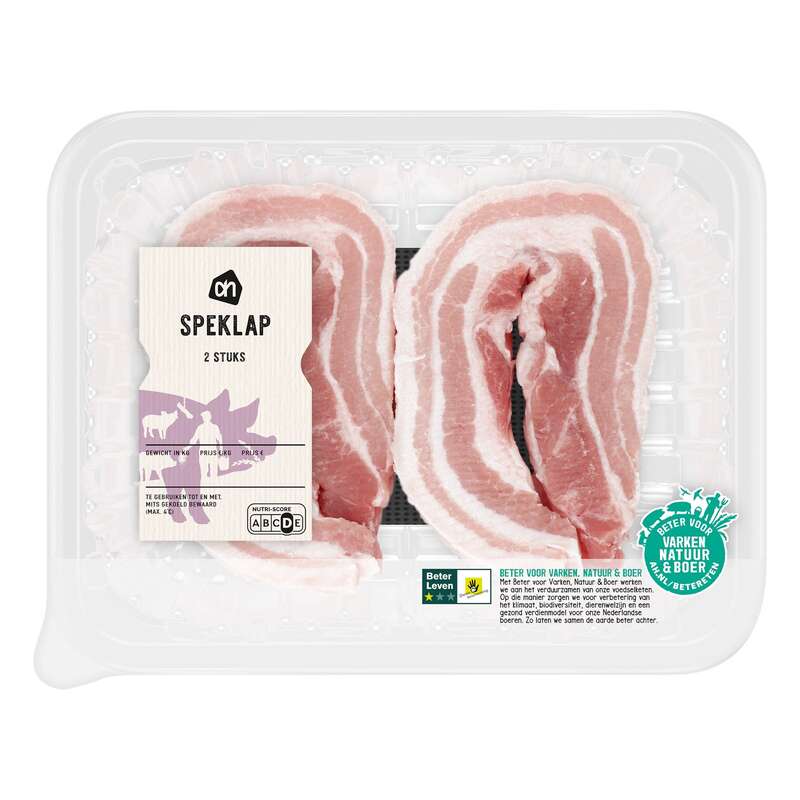 ah
SPEKLAP
2 STUKS
GEWICHT IN KG PRIJS €/KG PRIJS €
TE GEBRUIKEN TOT EN MET,
MITS GEKOELD BEWAARD
(MAX. 4°C)
NUTRI-SCORE
A B C D E
Beter
Leven
BETER VOOR VARKEN, NATUUR & BOER
Met Beter voor Varken, Natuur & Boer werken
we aan het verduurzamen van onze voedselketen.
Op die manier zorgen we voor verbetering van
het klimaat, biodiversiteit, dierenwelzijn en een
gezond verdienmodel voor onze Nederlandse
boeren. Zo laten we samen de aarde beter achter.
BETER VOOR
VARKEN
NATUUR
& BOER
AH.NL/BETERETEN